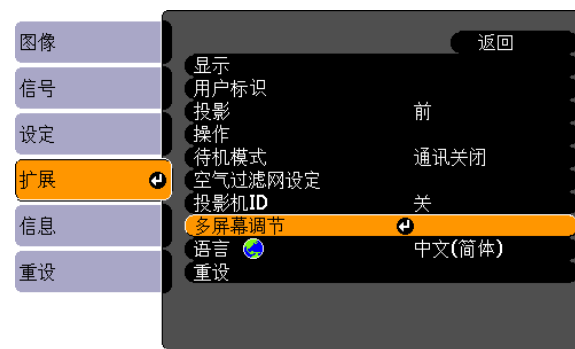 图像
信号
设定
扩展
信息
重设
返回
显示
用户标识
投影 前
操作
待机模式 通讯关闭
空气过滤网设定
投影机ID 关
多屏幕调节
语言 中文(简体)
重设